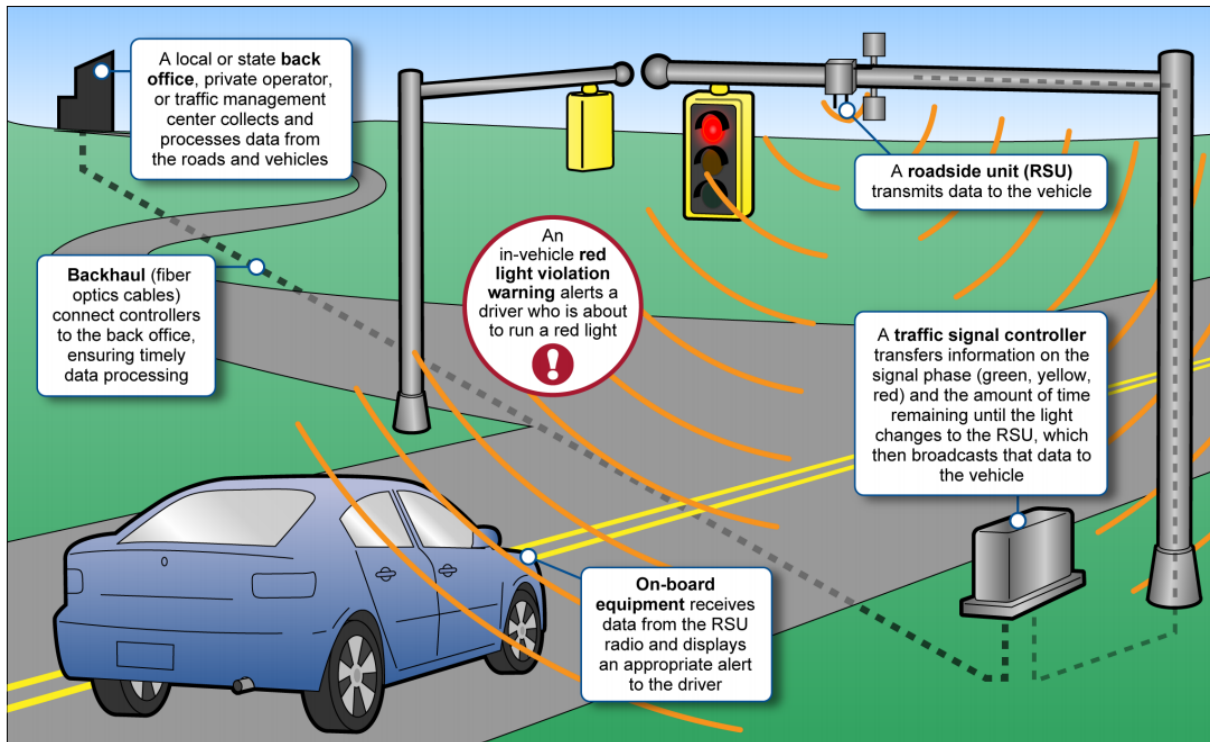 A local or state back
office, private operator,
or traffic management
center collects and
processes data from
the roads and vehicles
A roadside unit (RSU)
transmits data to the vehicle
An
in-vehicle red
light violation
warning alerts a
driver who is about
to run a red light
!
Backhaul (fiber
optics cables)
connect controllers
to the back office,
ensuring timely
data processing
A traffic signal controller
transfers information on the
signal phase (green, yellow,
red) and the amount of time
remaining until the light
changes to the RSU, which
then broadcasts that data to
the vehicle
On-board
equipment receives
data from the RSU
radio and displays
an appropriate alert
to the driver